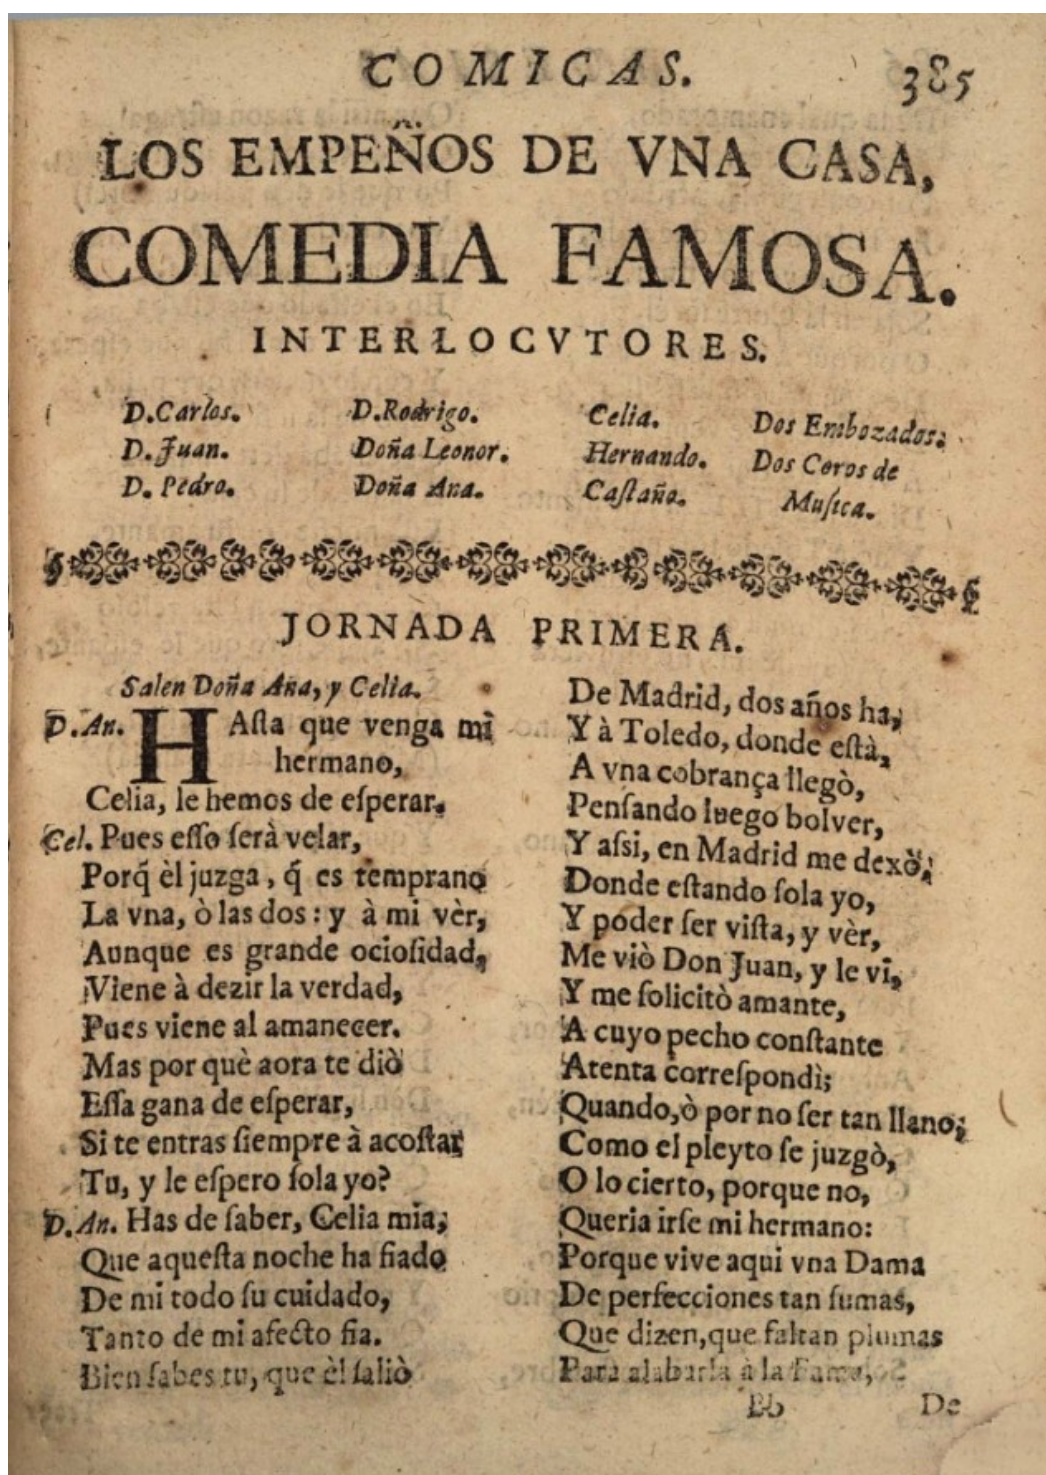 COMICAS. 385
LOS EMPEÑOS DE VNA CASA,
COMEDIA FAMOSA.
INTERLOCVTORES.
D.Carlos.
D.Juan.
D. Pedro.
D.Rodrigo.
Doña Leonor.
Doña Ana.
Celia.
Hernando.
Caſtaño.
Dos Embozados.
Dos Coros de
Muſica.
JORNADA PRIMERA.
Salen Doña Ana, y Celia.
D.An. HAſta que venga mi
hermano,
Celia, le hemos de eſperar.
Cel. Pues eſſo ſerà velar,
Porq́ èl juzga, q́ es temprano
La vna, ò las dos: y à mi vèr,
Aunque es grande ocioſidad,
Viene à dezir la verdad,
Pues viene al amanecer.
Mas por què aora te diò
Eſſa gana de eſperar,
Si te entras ſiempre à acoſtar
Tu, y le eſpero ſola yo?
D.An. Has de ſaber, Celia mia,
Que aqueſta noche ha fiado
De mi todo ſu cuidado,
Tanto de mi afecto fia.
Bien ſabes tu, que èl ſaliò
De Madrid, dos años ha,
Y à Toledo, donde eſtà,
A vna cobrança llegò,
Penſando luego bolver,
Y aſsi, en Madrid me dexò,
Donde eſtando ſola yo,
Y poder ſer viſta, y vèr,
Me viò Don Juan, y le vi,
Y me ſolicitò amante,
A cuyo pecho conſtante
Atenta correſpondì;
Quando,ò por no ſer tan llano,
Como el pleyto ſe juzgò,
O lo cierto, porque no,
Queria irſe mi hermano:
Porque vive aqui vna Dama
De perfecciones tan ſumas,
Que dizen,que faltan plumas
Para alabarla à la Fama,
Bb De